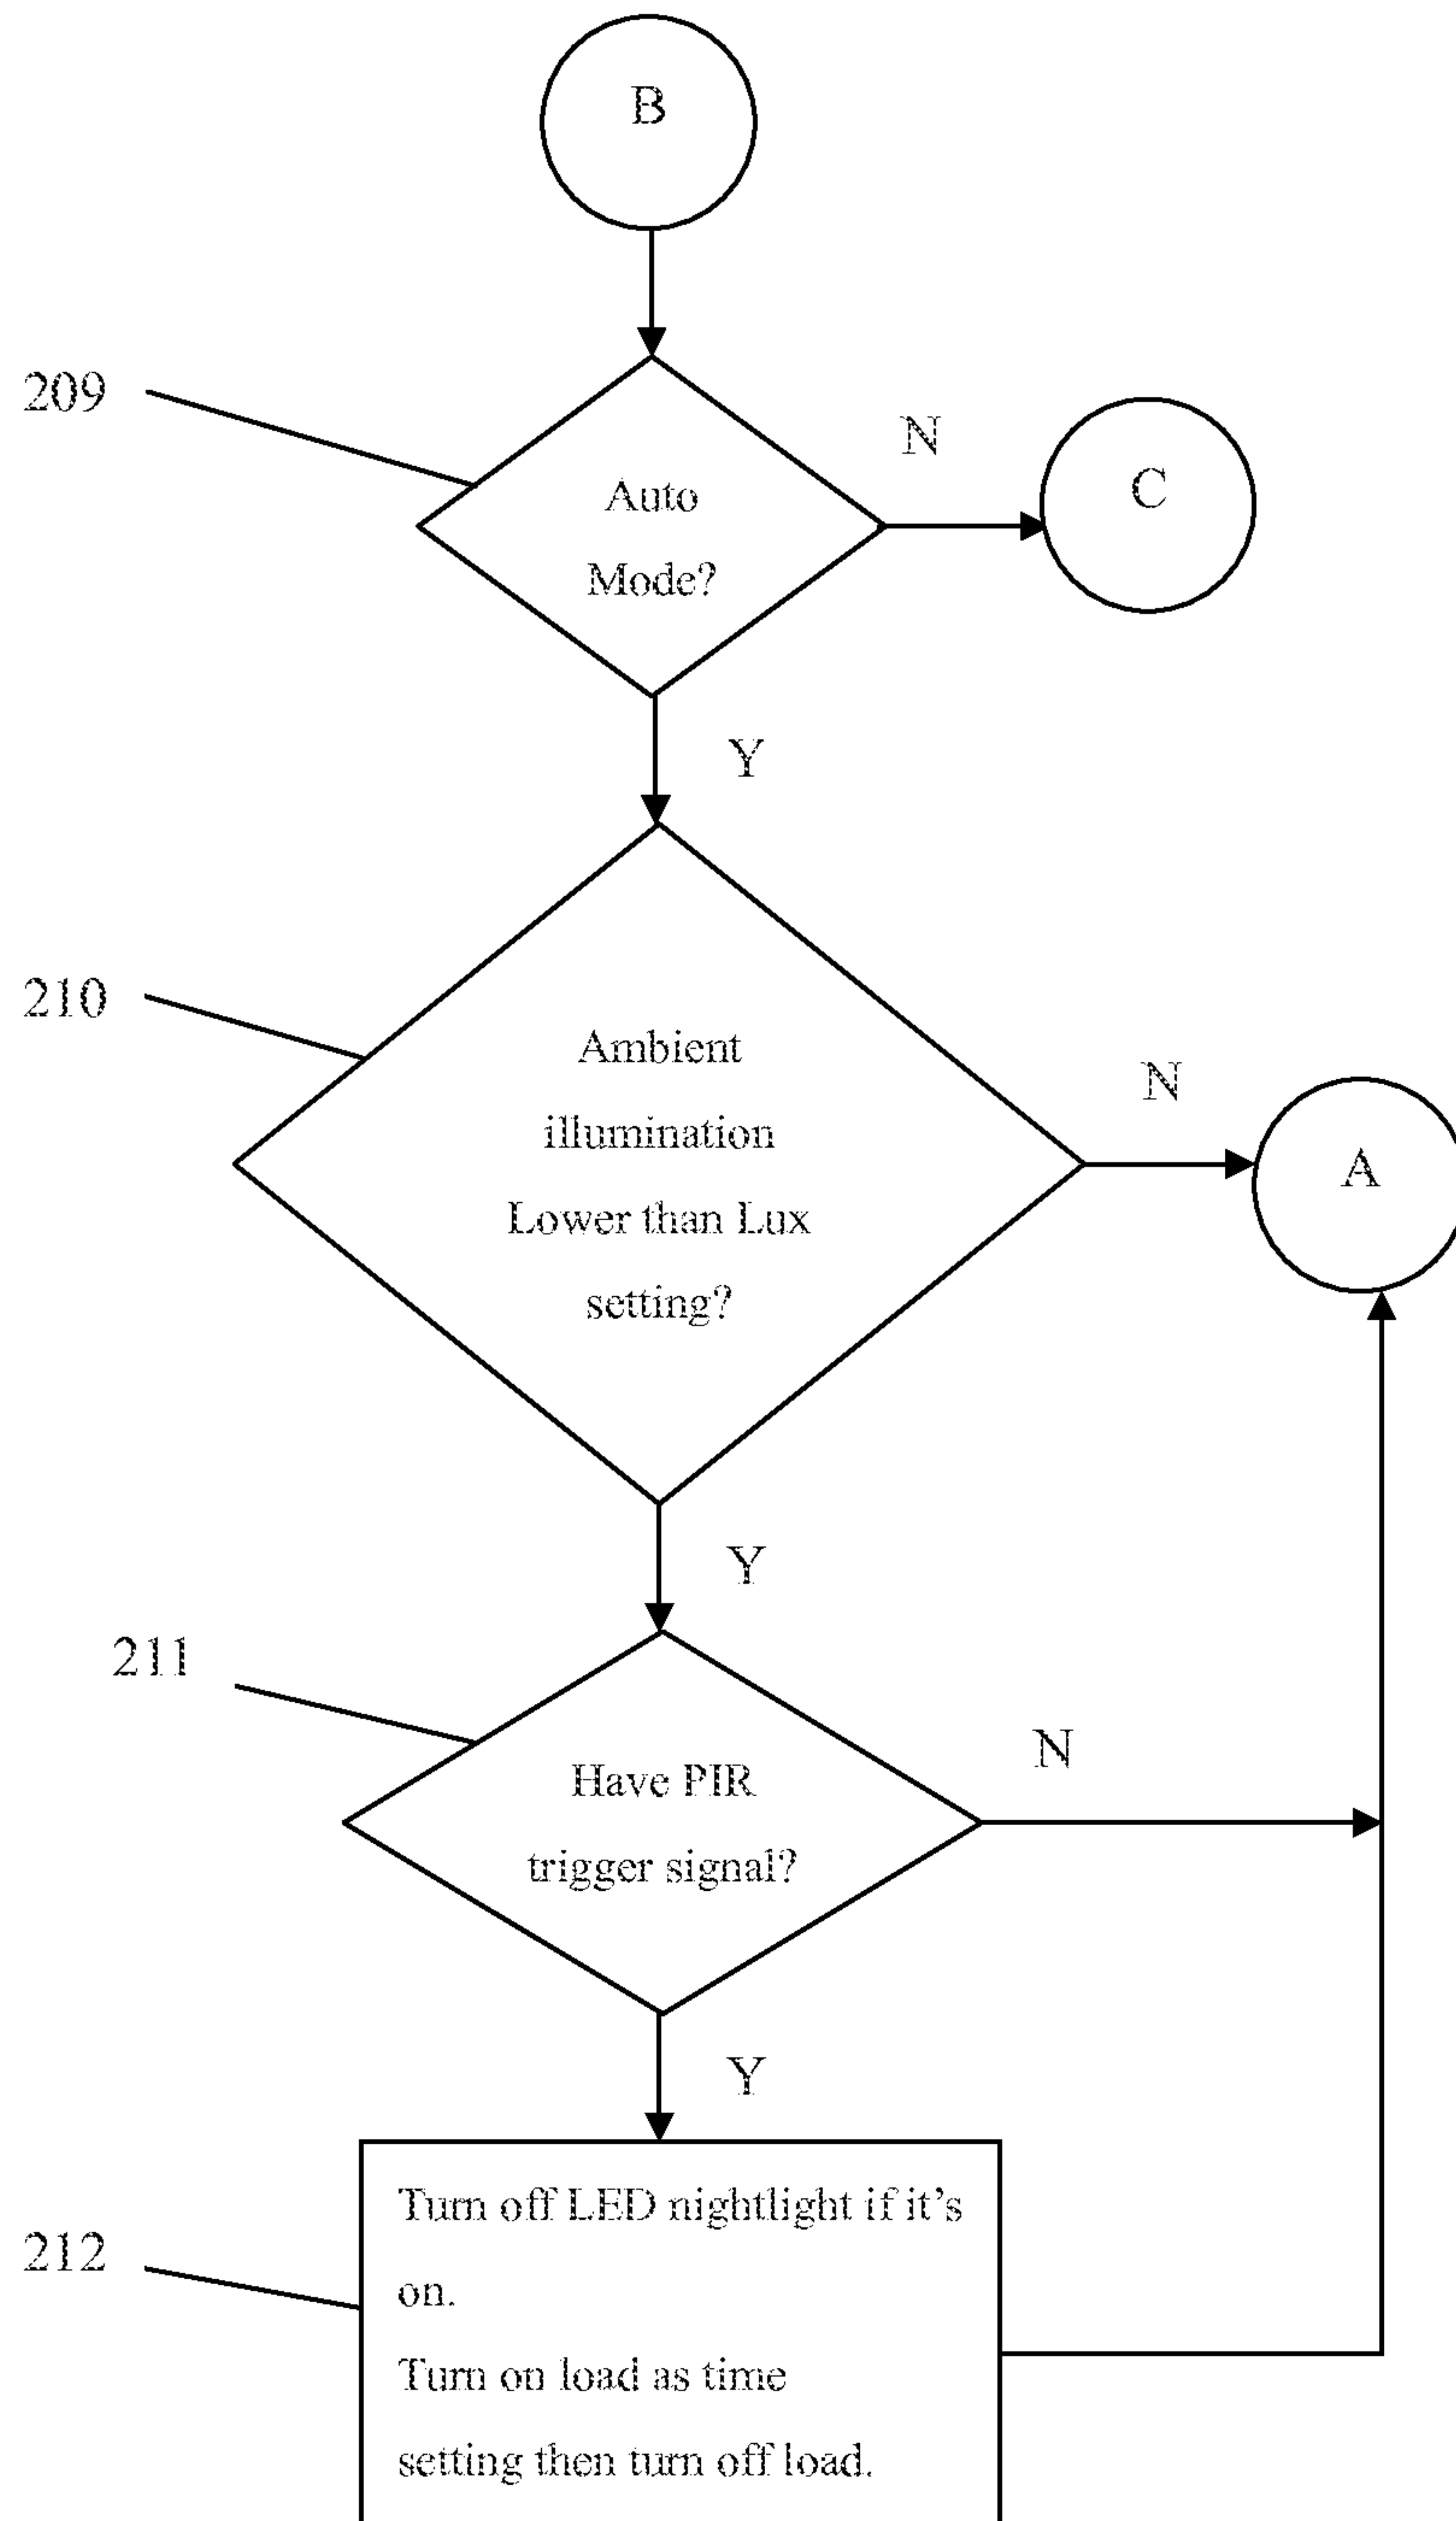 B
209
N
C
Auto
Mode?
Y
210
Ambient
illumination
Lower than Lux
setting?
N
A
Y
211
Have PIR
trigger signal?
N
Y
212
Turn off LED nightlight if it's
on.
Turn on load as time
setting then turn off load.